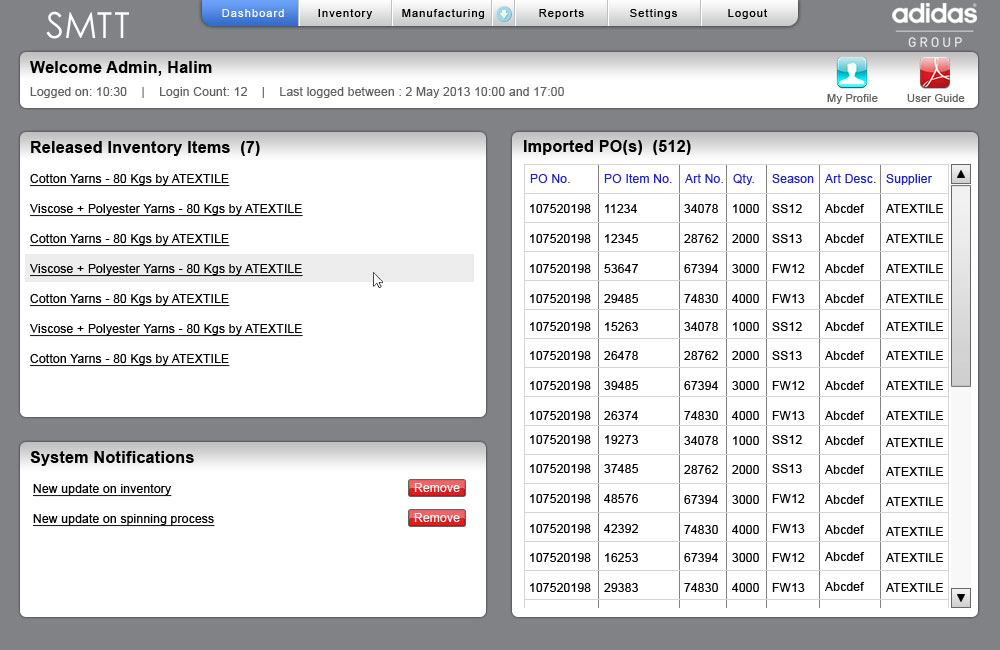 SMTT
Dashboard Inventory Manufacturing Reports Settings Logout
adidas
GROUP
Welcome Admin, Halim
Logged on: 10:30 | Login Count: 12 | Last logged between : 2 May 2013 10:00 and 17:00
My Profile User Guide
Released Inventory Items (7)
Cotton Yarns - 80 Kgs by ATEXTILE
Viscose + Polyester Yarns - 80 Kgs by ATEXTILE
Cotton Yarns - 80 Kgs by ATEXTILE
Viscose + Polyester Yarns - 80 Kgs by ATEXTILE
Cotton Yarns - 80 Kgs by ATEXTILE
Viscose + Polyester Yarns - 80 Kgs by ATEXTILE
Cotton Yarns - 80 Kgs by ATEXTILE
System Notifications
New update on inventory Remove
New update on spinning process Remove
Imported PO(s) (512)
PO No. PO Item No. Art No. Qty. Season Art Desc. Supplier
107520198 11234 34078 1000 SS12 Abcdef ATEXTILE
107520198 12345 28762 2000 SS13 Abcdef ATEXTILE
107520198 53647 67394 3000 FW12 Abcdef ATEXTILE
107520198 29485 74830 4000 FW13 Abcdef ATEXTILE
107520198 15263 34078 1000 SS12 Abcdef ATEXTILE
107520198 26478 28762 2000 SS13 Abcdef ATEXTILE
107520198 39485 67394 3000 FW12 Abcdef ATEXTILE
107520198 26374 74830 4000 FW13 Abcdef ATEXTILE
107520198 19273 34078 1000 SS12 Abcdef ATEXTILE
107520198 37485 28762 2000 SS13 Abcdef ATEXTILE
107520198 48576 67394 3000 FW12 Abcdef ATEXTILE
107520198 42392 74830 4000 FW13 Abcdef ATEXTILE
107520198 16253 67394 3000 FW12 Abcdef ATEXTILE
107520198 29383 74830 4000 FW13 Abcdef ATEXTILE